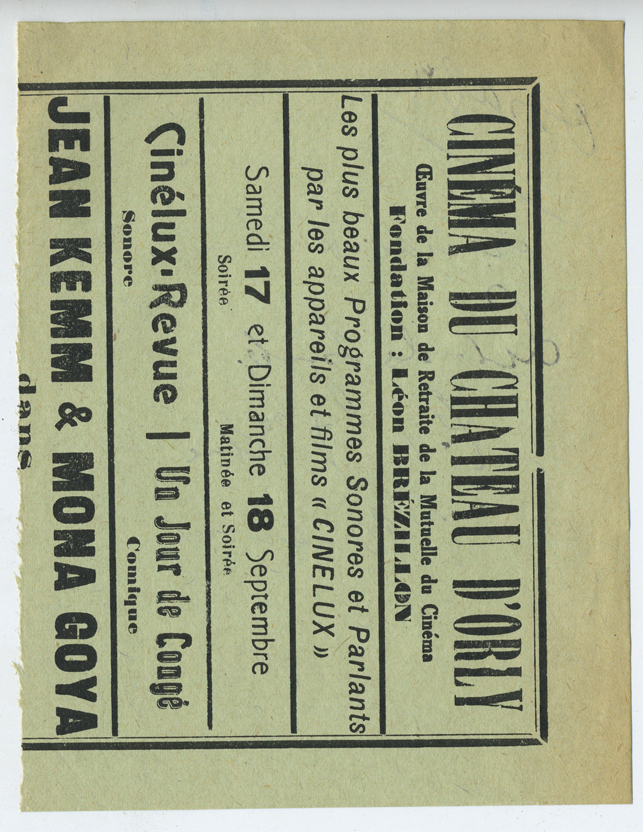 CINÉMA DU CHATEAU D'ORLY
Œuvre de la Maison de Retraite de la Mutuelle du Cinéma
Fondation : Léon BRÉZILLON
Les plus beaux Programmes Sonores et Parlants
par les appareils et films « CINELUX »
Samedi 17 et Dimanche 18 Septembre
Soirée Matinée et Soirée
Cinélux-Revue | Un Jour de Congé
Sonore Comique
JEAN KEMM & MONA GOYA
dans